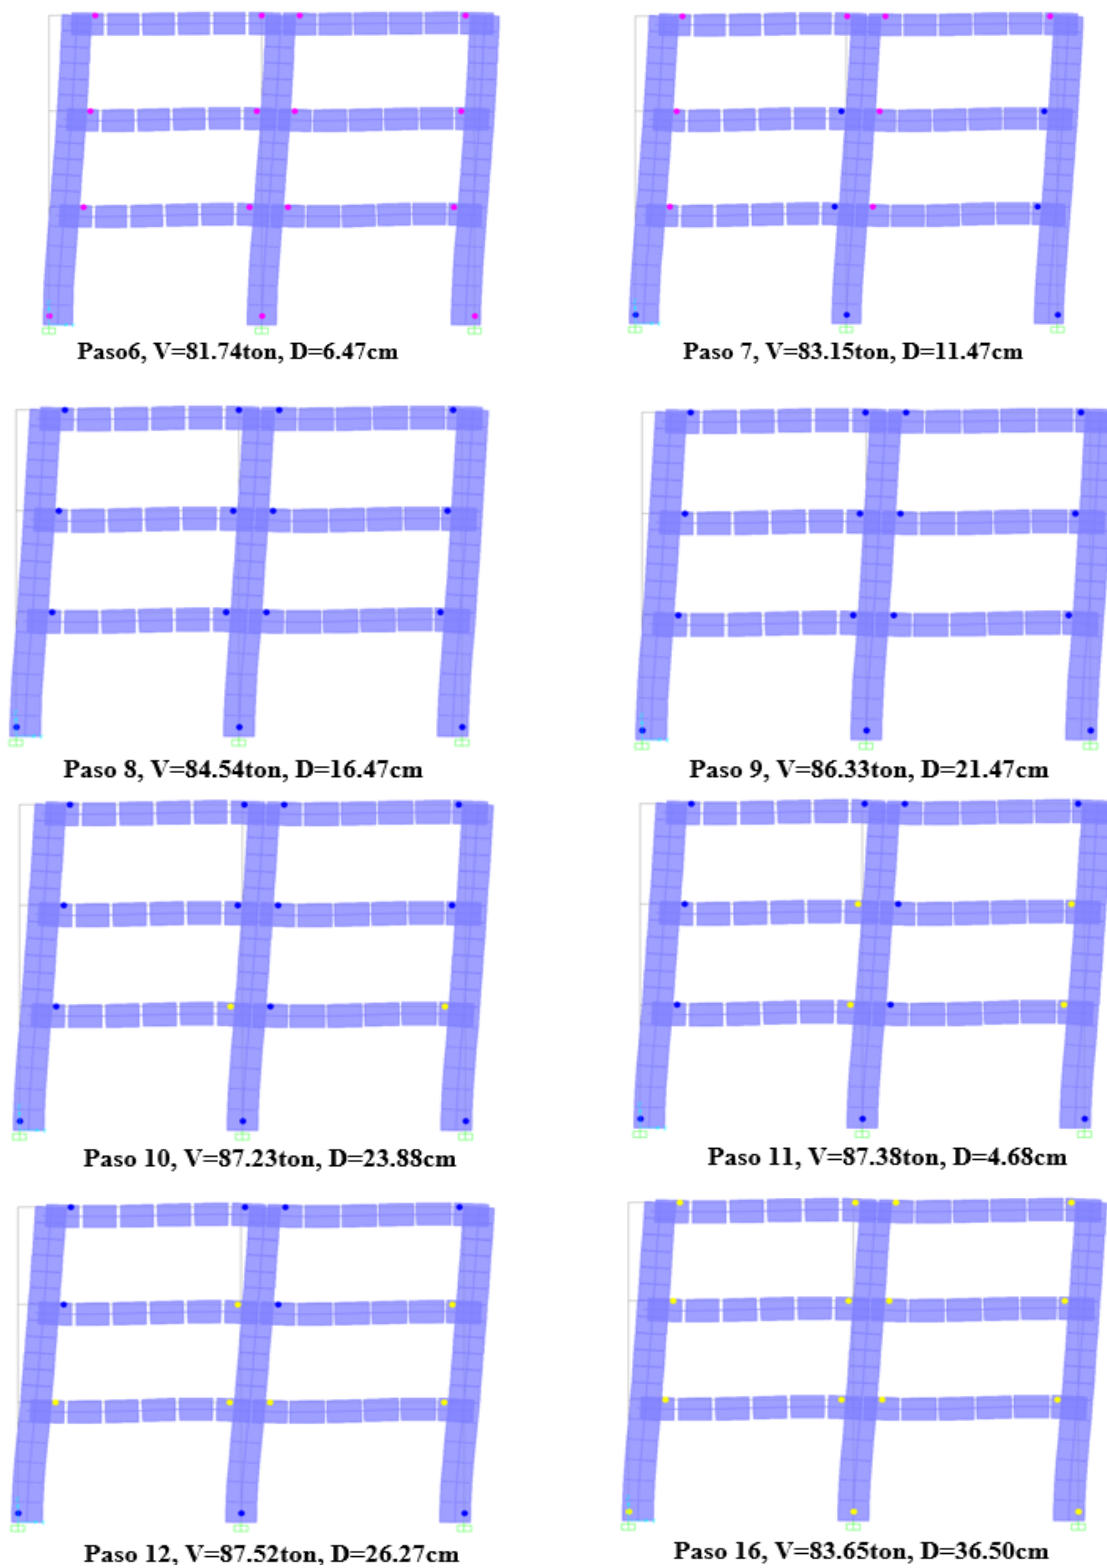 Paso6, V=81.74ton, D=6.47cm
Paso 7, V=83.15ton, D=11.47cm
Paso 8, V=84.54ton, D=16.47cm
Paso 9, V=86.33ton, D=21.47cm
Paso 10, V=87.23ton, D=23.88cm
Paso 11, V=87.38ton, D=4.68cm
Paso 12, V=87.52ton, D=26.27cm
Paso 16, V=83.65ton, D=36.50cm